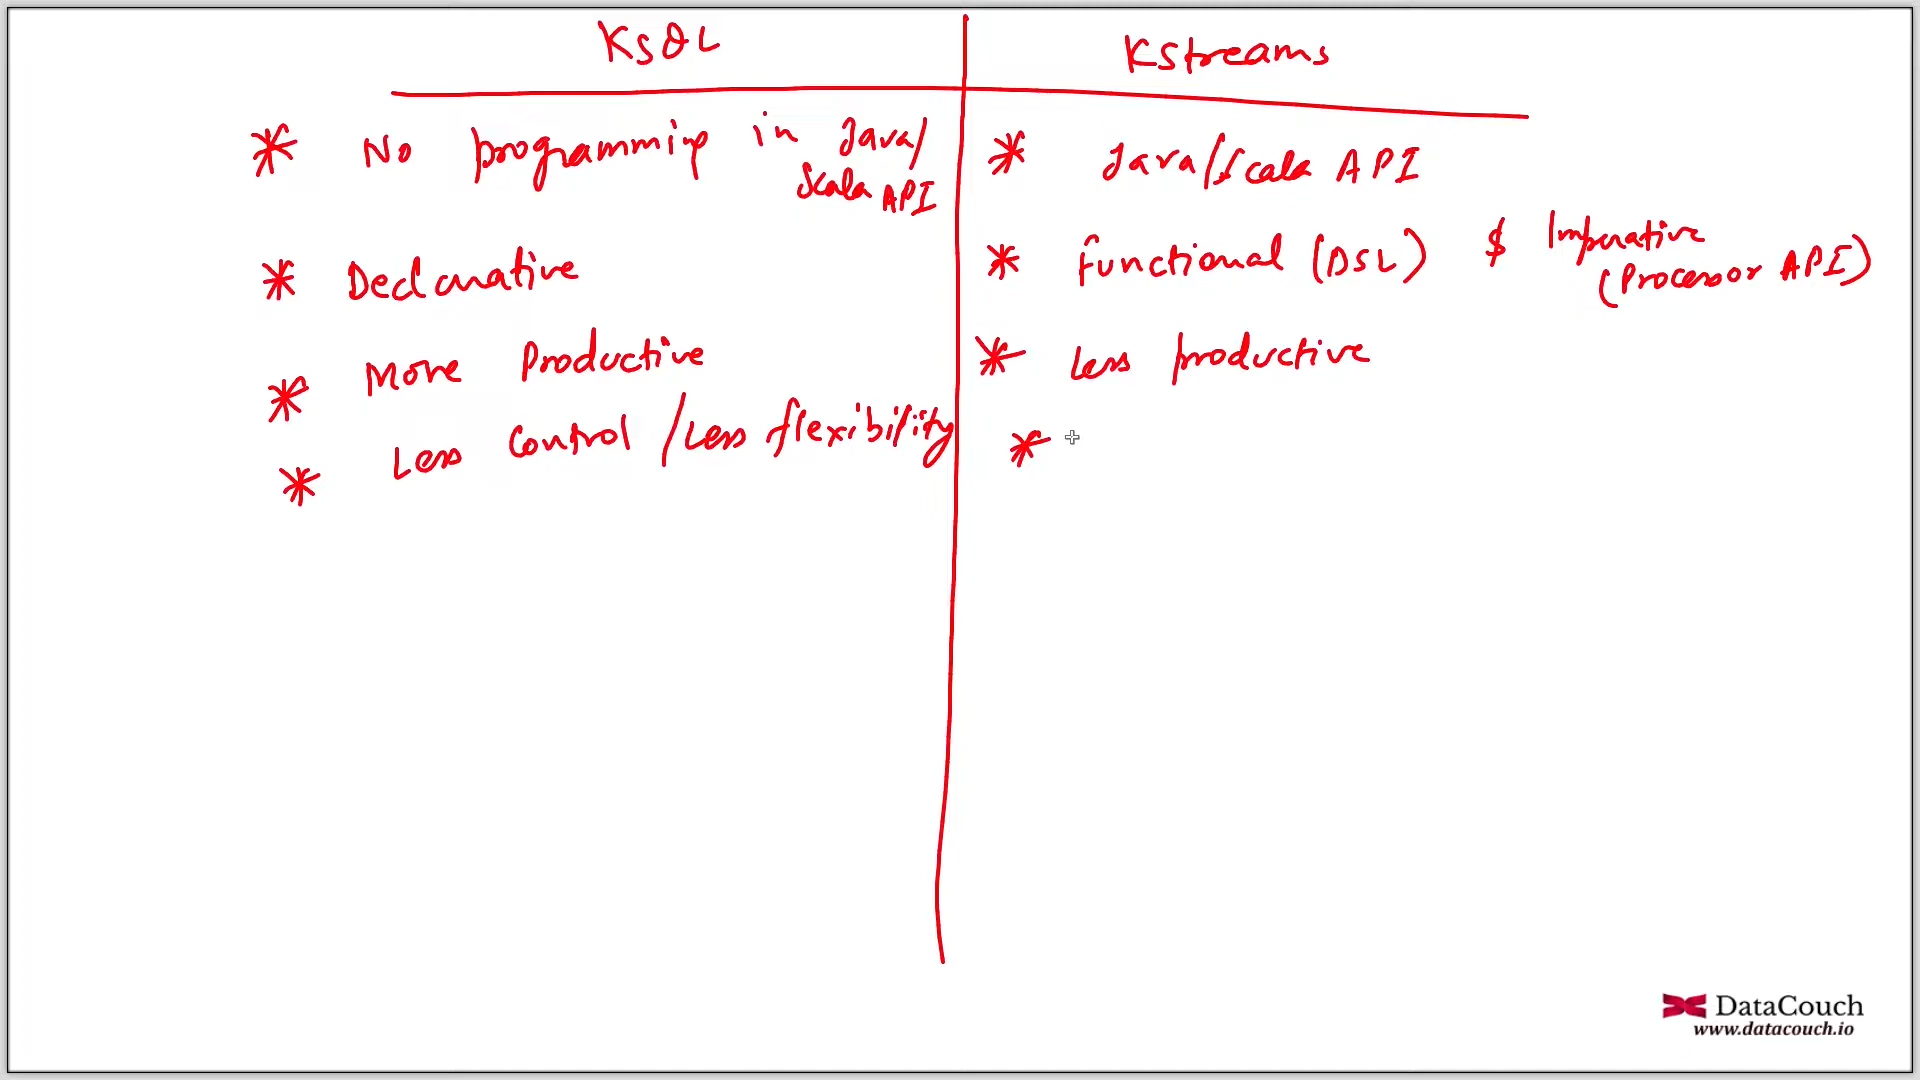 KSQL
KStreams
* No programming in Java/
Scala API
* Java/Scala API
* Declarative
* Functional (DSL) $ Imperative
(Processor API)
* More Productive
* Less productive
* Less Control /Less flexibility
*
DataCouch
www.datacouch.io